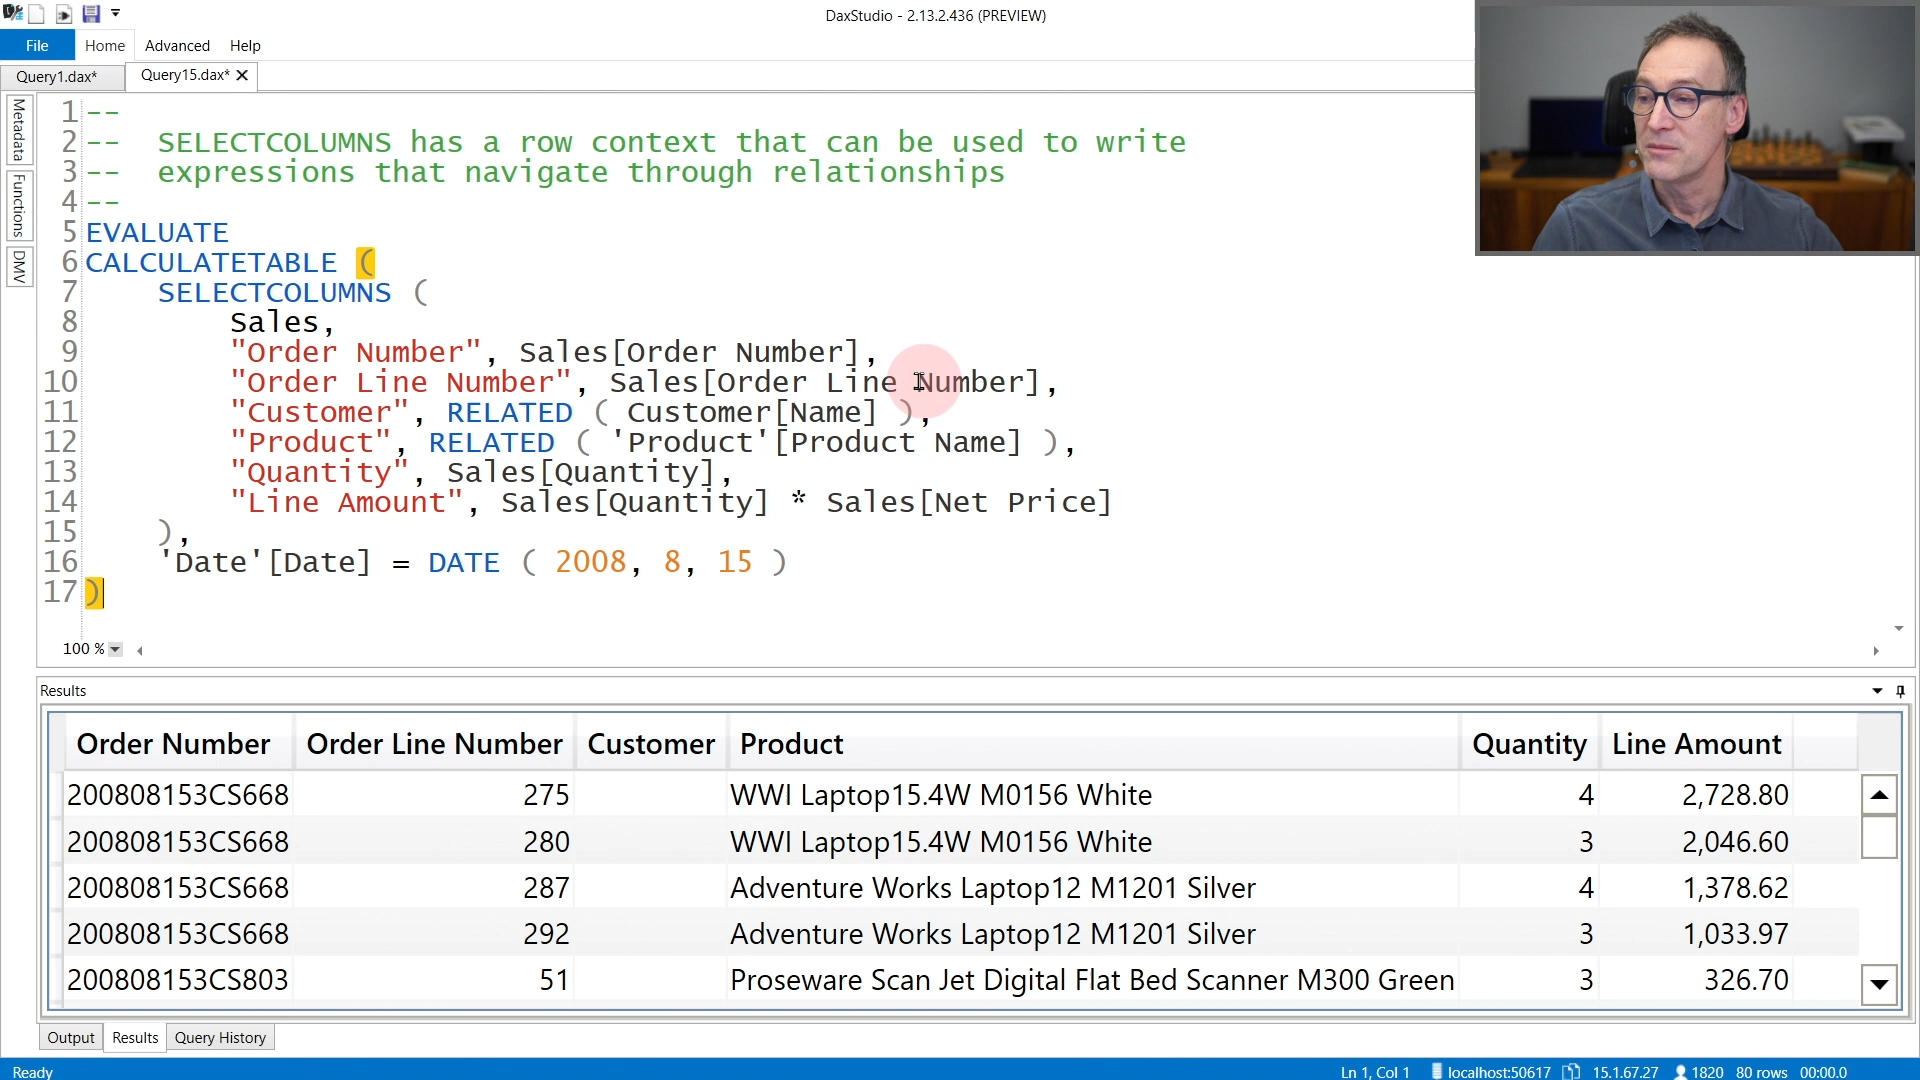 DaxStudio - 2.13.2.436 (PREVIEW)
File Home Advanced Help
Query1.dax* Query15.dax*
Metadata
Functions
DMV
1 --
2 -- SELECTCOLUMNS has a row context that can be used to write
3 -- expressions that navigate through relationships
4 --
5 EVALUATE
6 CALCULATETABLE (
7 SELECTCOLUMNS (
8 Sales,
9 "Order Number", Sales[Order Number],
10 "Order Line Number", Sales[Order Line Number],
11 "Customer", RELATED ( Customer[Name] ),
12 "Product", RELATED ( 'Product'[Product Name] ),
13 "Quantity", Sales[Quantity],
14 "Line Amount", Sales[Quantity] * Sales[Net Price]
15 ),
16 'Date'[Date] = DATE ( 2008, 8, 15 )
17 )
100 %
Results
Order Number Order Line Number Customer Product Quantity Line Amount
200808153CS668 275 WWI Laptop15.4W M0156 White 4 2,728.80
200808153CS668 280 WWI Laptop15.4W M0156 White 3 2,046.60
200808153CS668 287 Adventure Works Laptop12 M1201 Silver 4 1,378.62
200808153CS668 292 Adventure Works Laptop12 M1201 Silver 3 1,033.97
200808153CS803 51 Proseware Scan Jet Digital Flat Bed Scanner M300 Green 3 326.70
Output Results Query History
Ready Ln 1, Col 1 localhost:50617 15.1.67.27 1820 80 rows 00:00.0